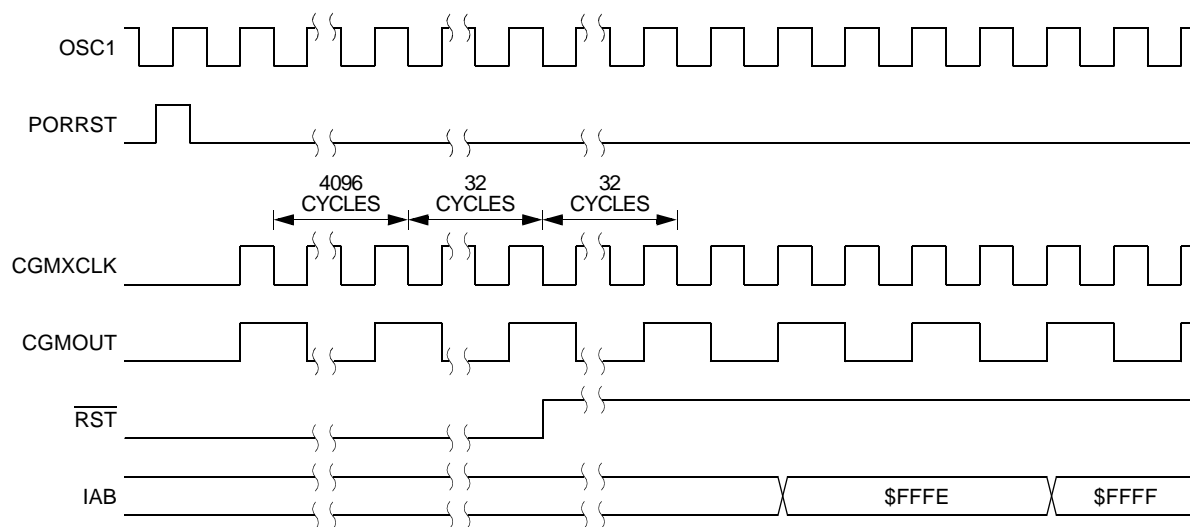 OSC1
PORRST
4096
CYCLES
32
CYCLES
32
CYCLES
CGMXCLK
CGMOUT
RST
IAB
$FFFE
$FFFF